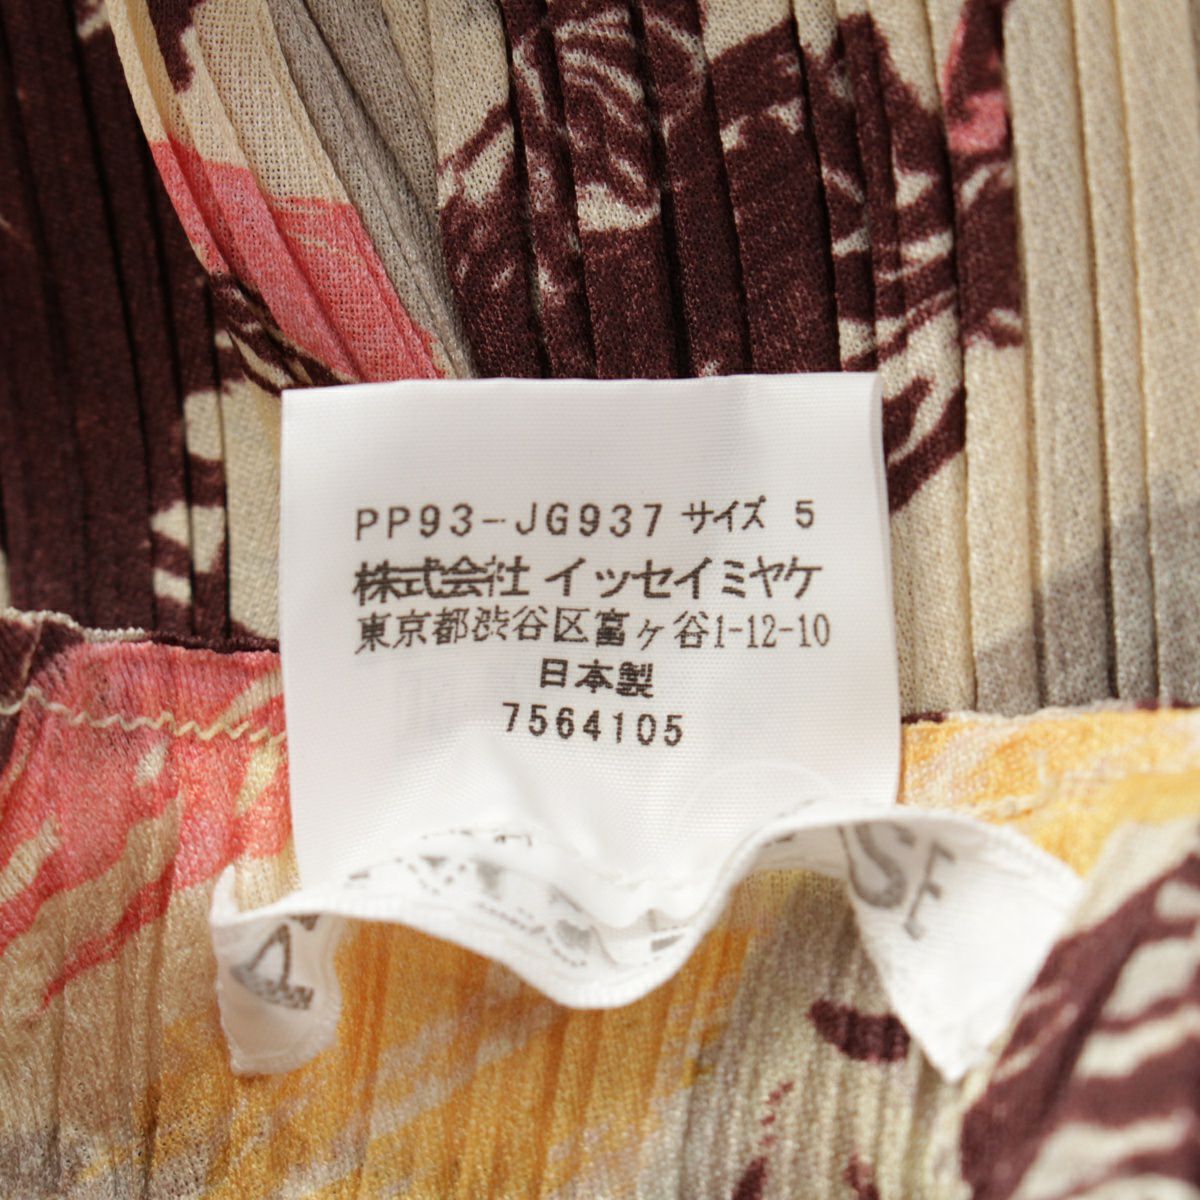 PP93-JG937 サイズ 5
株式会社 イッセイミヤケ
東京都渋谷区富ヶ谷1-12-10
日本製
7564105